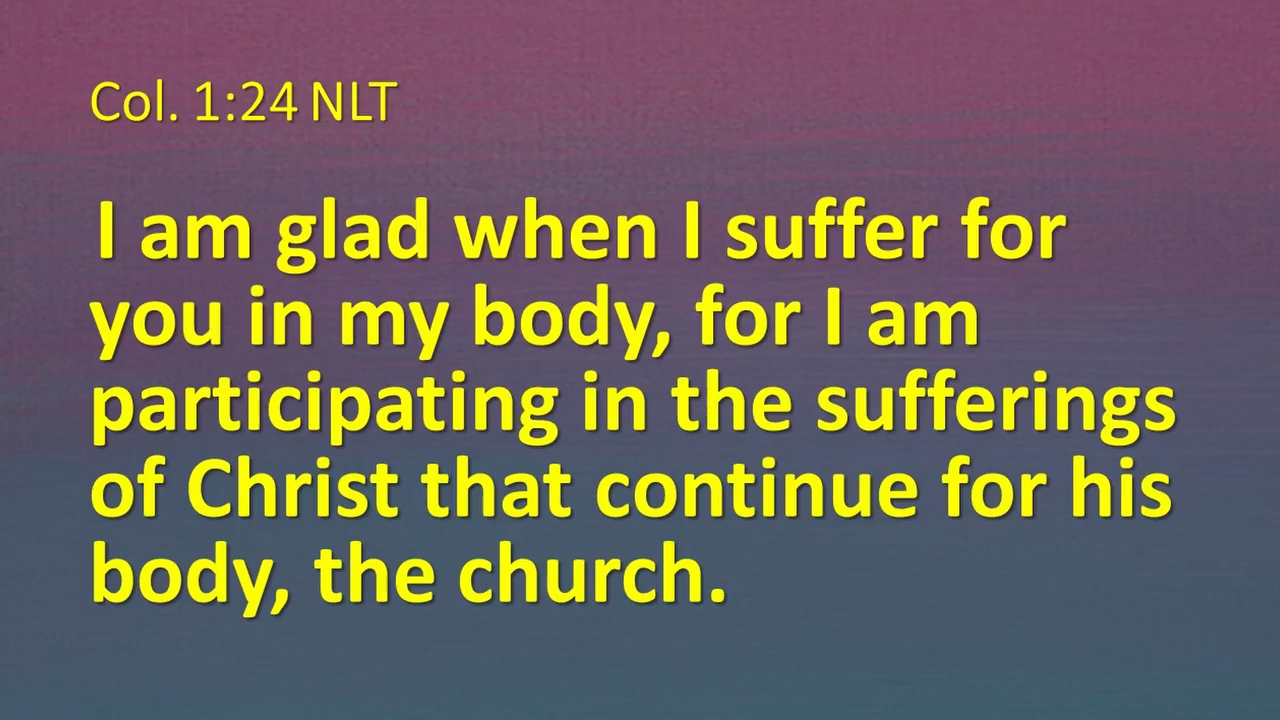 Col. 1:24 NLT
I am glad when I suffer for
you in my body, for I am
participating in the sufferings
of Christ that continue for his
body, the church.